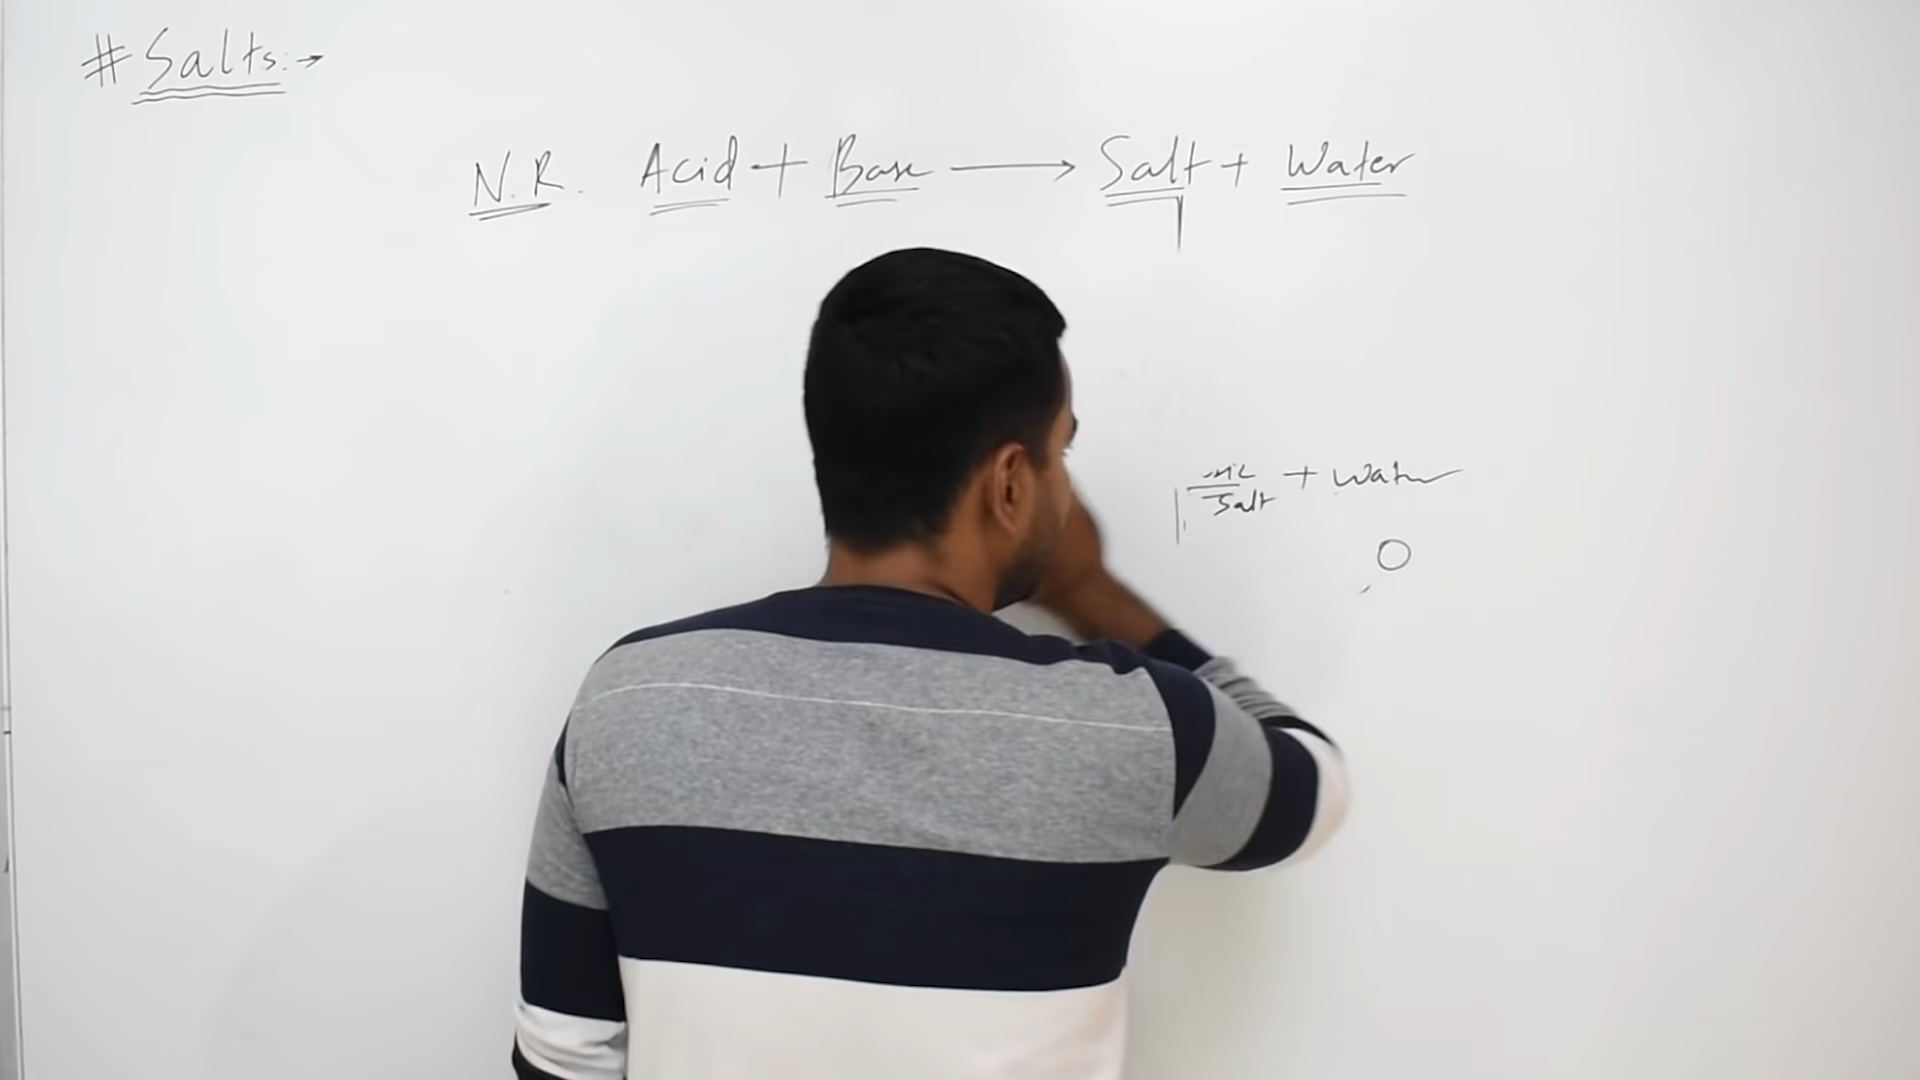 # Salts:→
N.R. Acid + Base ⟶ Salt + Water
+ Water
Salt
O